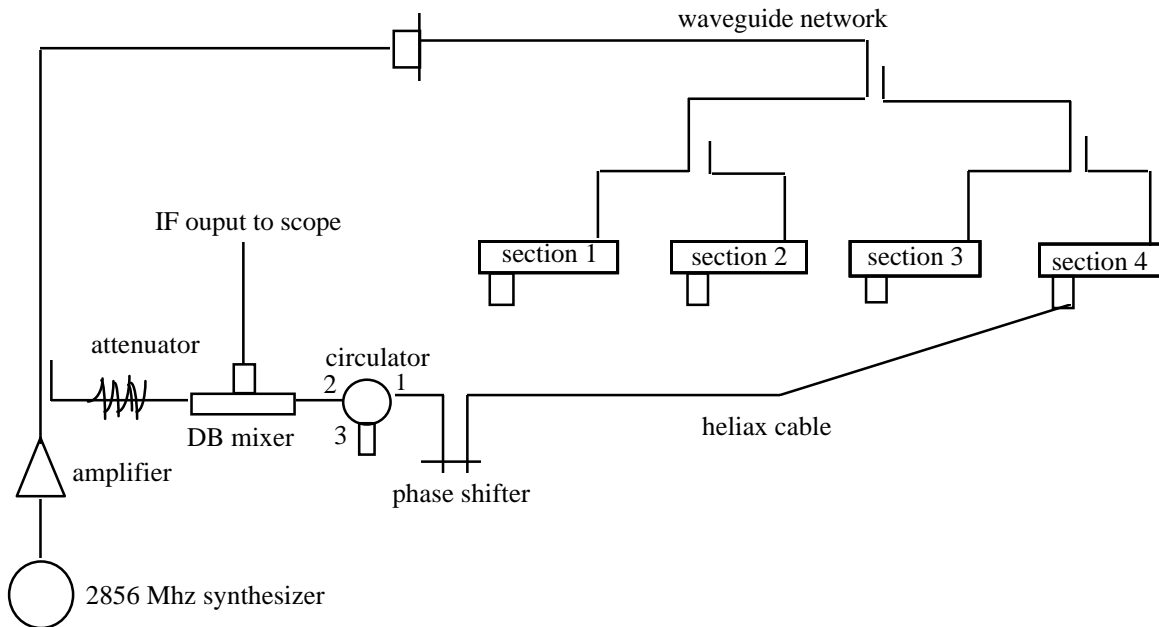 waveguide network
IF ouput to scope
section 1
section 2
section 3
section 4
attenuator
circulator
2
1
3
DB mixer
heliax cable
amplifier
phase shifter
2856 Mhz synthesizer